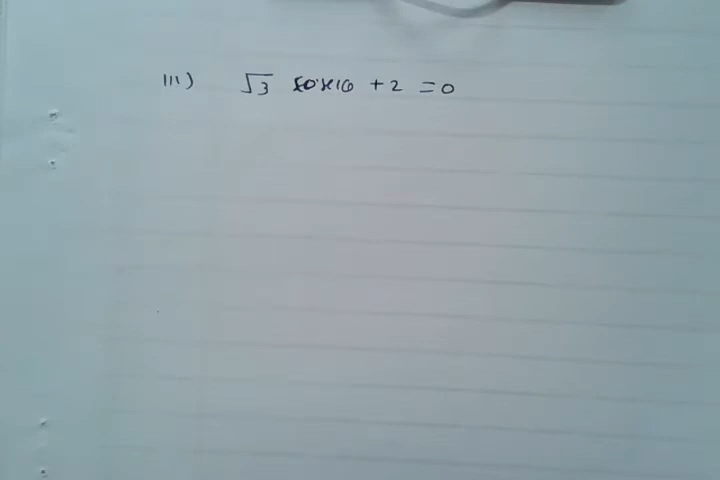 III) √3 + 2 = 0